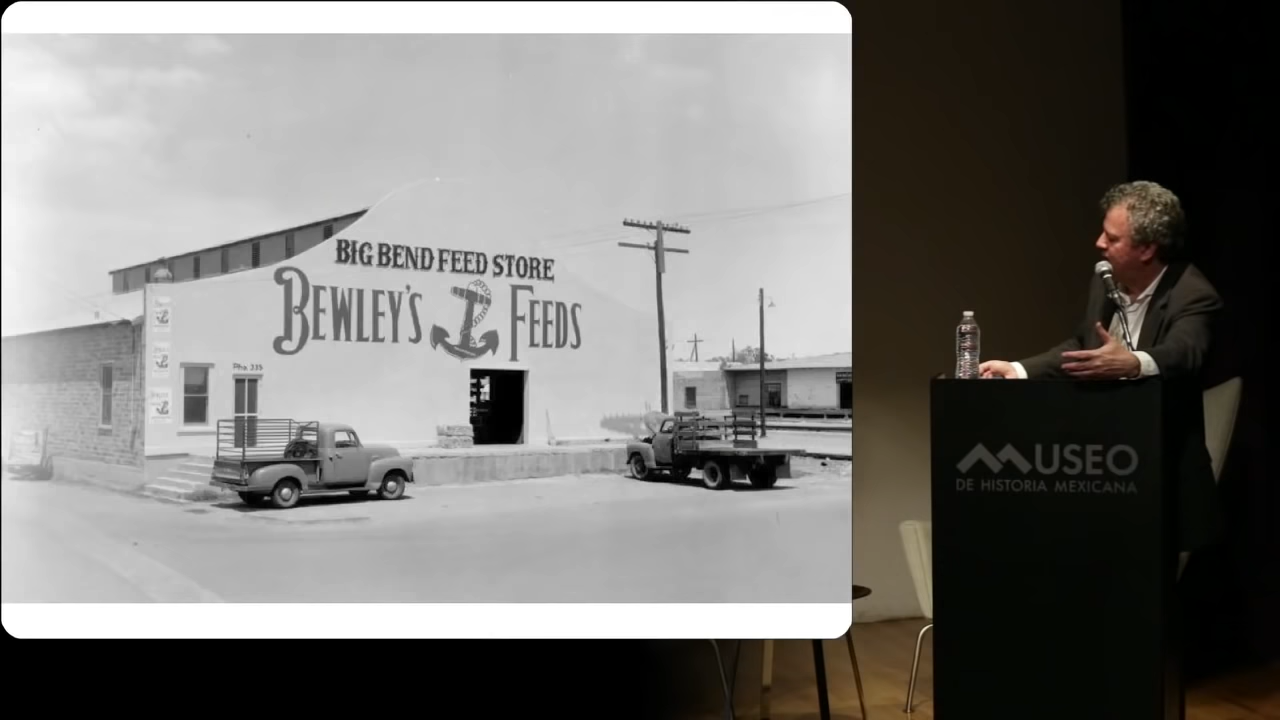 BIG BEND FEED STORE
BEWLEY'S FEEDS
Pho. 335
MUSEO
DE HISTORIA MEXICANA